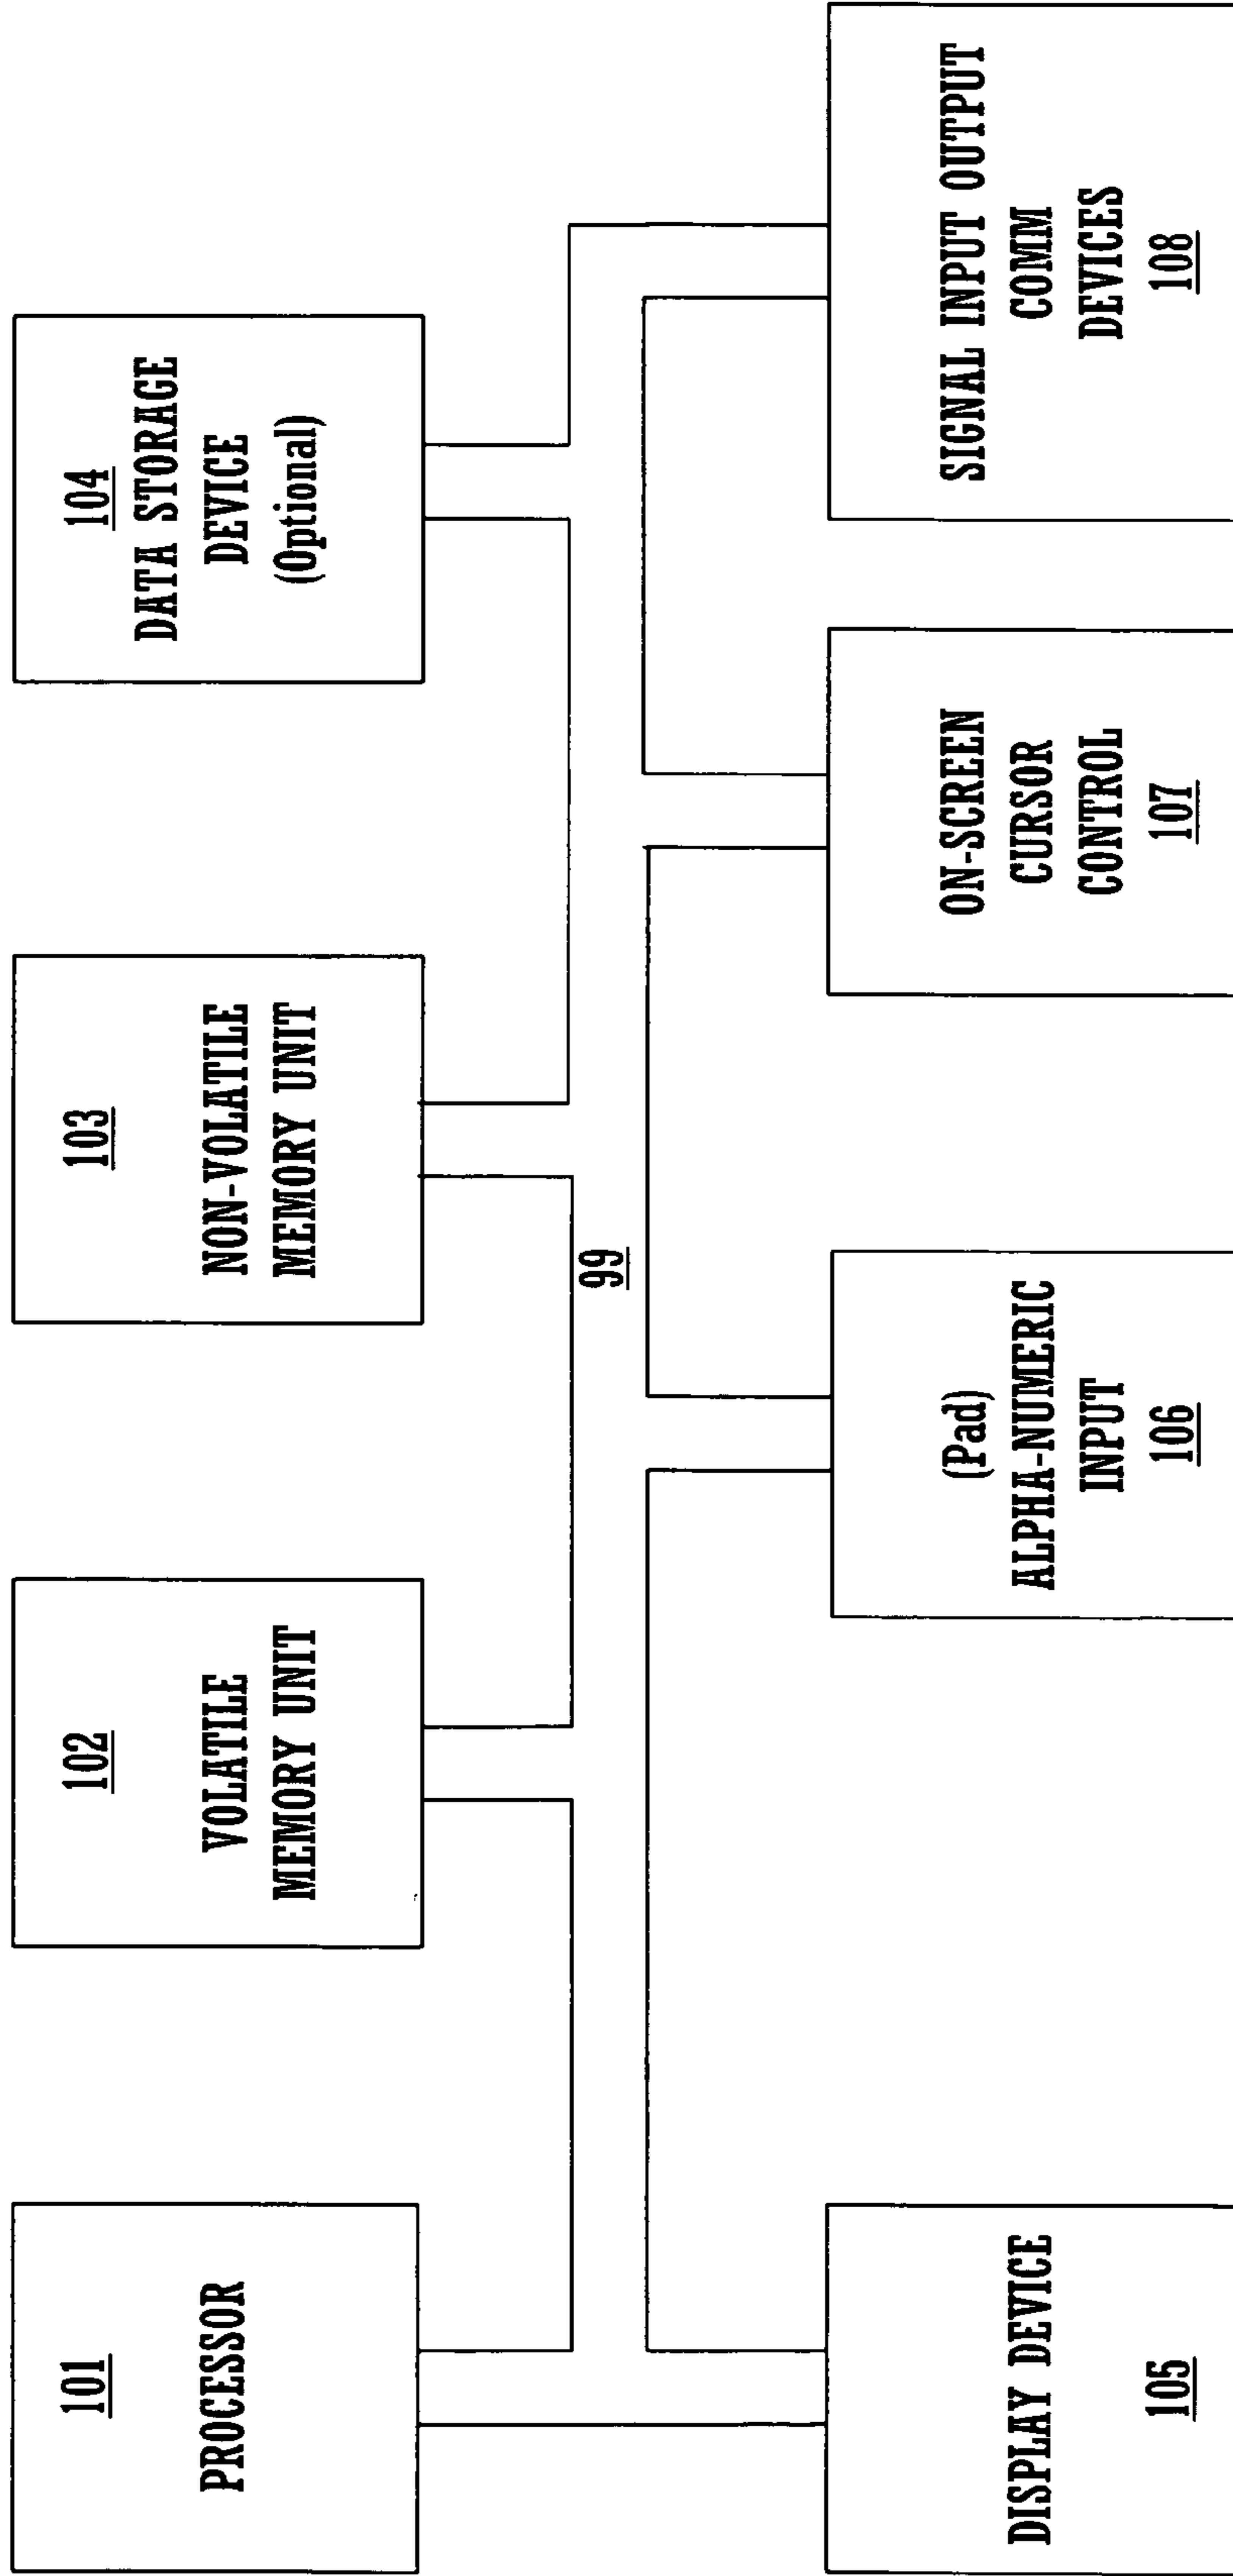 101
PROCESSOR
102
VOLATILE
MEMORY UNIT
103
NON-VOLATILE
MEMORY UNIT
104
DATA STORAGE
DEVICE
(Optional)
99
DISPLAY DEVICE
105
(Pad)
ALPHA-NUMERIC
INPUT
106
ON-SCREEN
CURSOR
CONTROL
107
SIGNAL INPUT OUTPUT
COMM
DEVICES
108